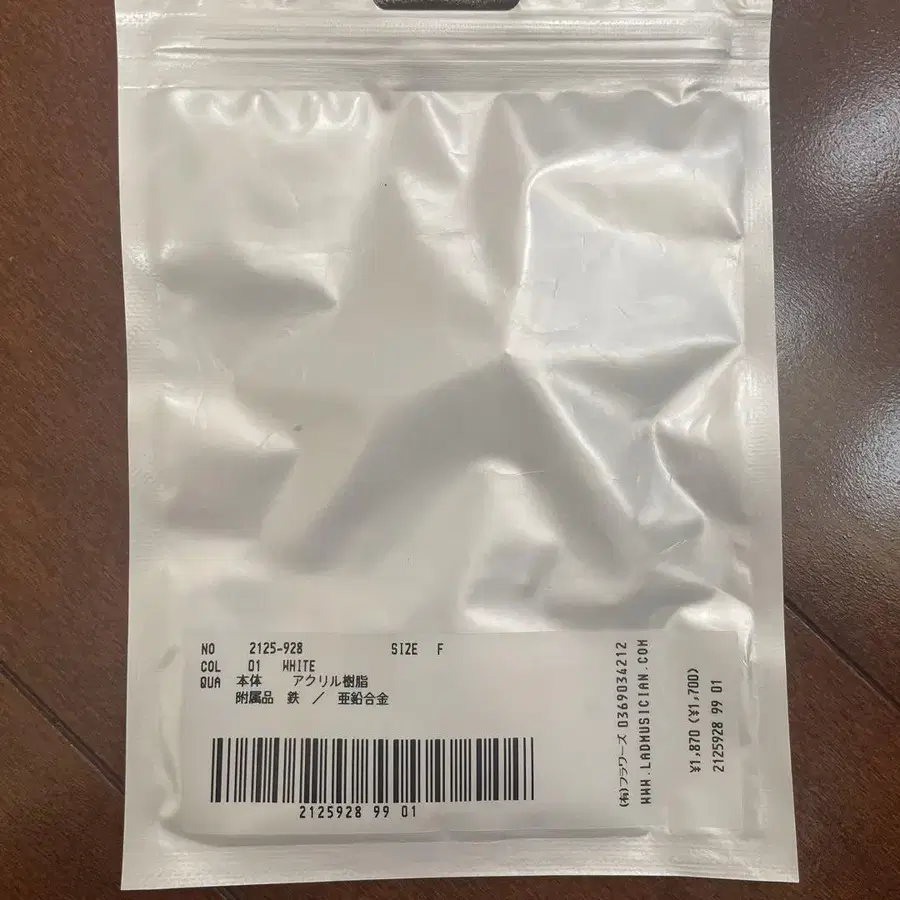 NO 2125-928 SIZE F
COL 01 WHITE
QUA 本体 アクリル樹脂
附属品 鉄 / 亜鉛合金
2125928 99 01
(有)フラワーズ 0369034212
WWW.LADMUSICIAN.COM
¥1,870 (¥1,700)
2125928 99 01